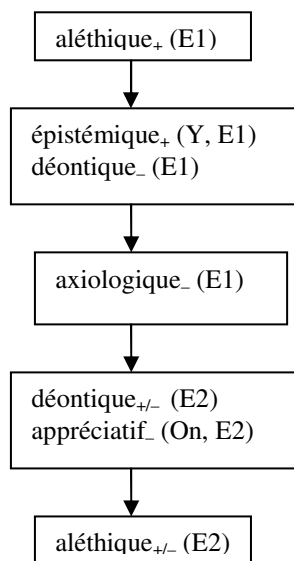 aléthique₊ (E1)
épistémique₊ (Y, E1)
déontique₋ (E1)
axiologique₋ (E1)
déontique₊/₋ (E2)
appréciatif₋ (On, E2)
aléthique₊/₋ (E2)